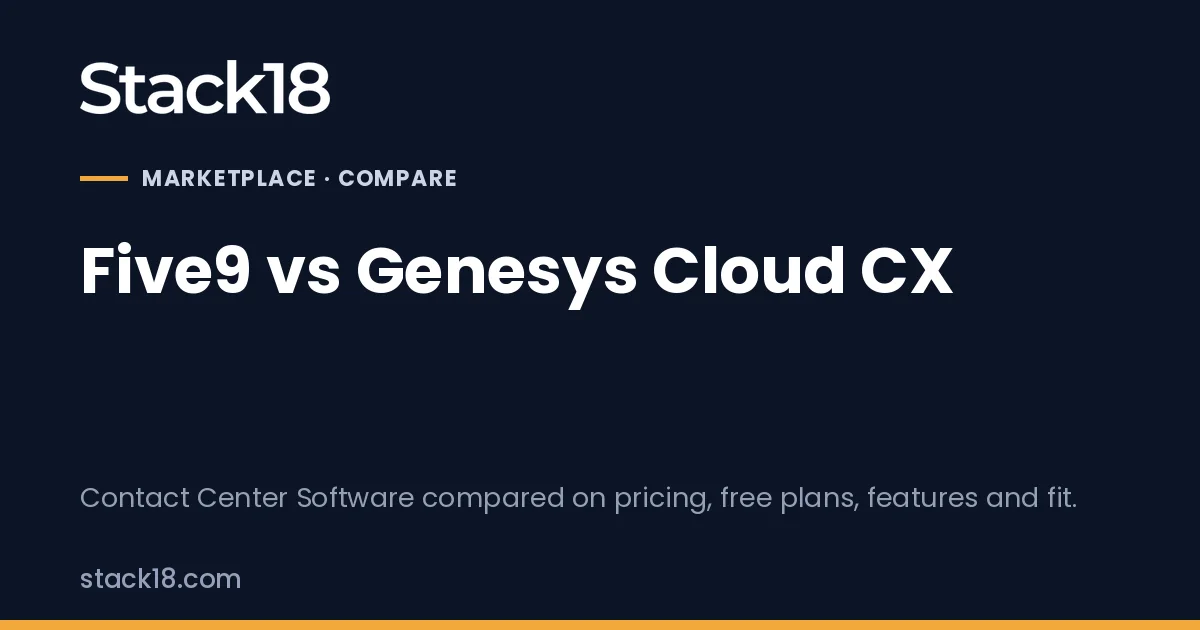 Stack18
MARKETPLACE · COMPARE
Five9 vs Genesys Cloud CX
Contact Center Software compared on pricing, free plans, features and fit.
stack18.com